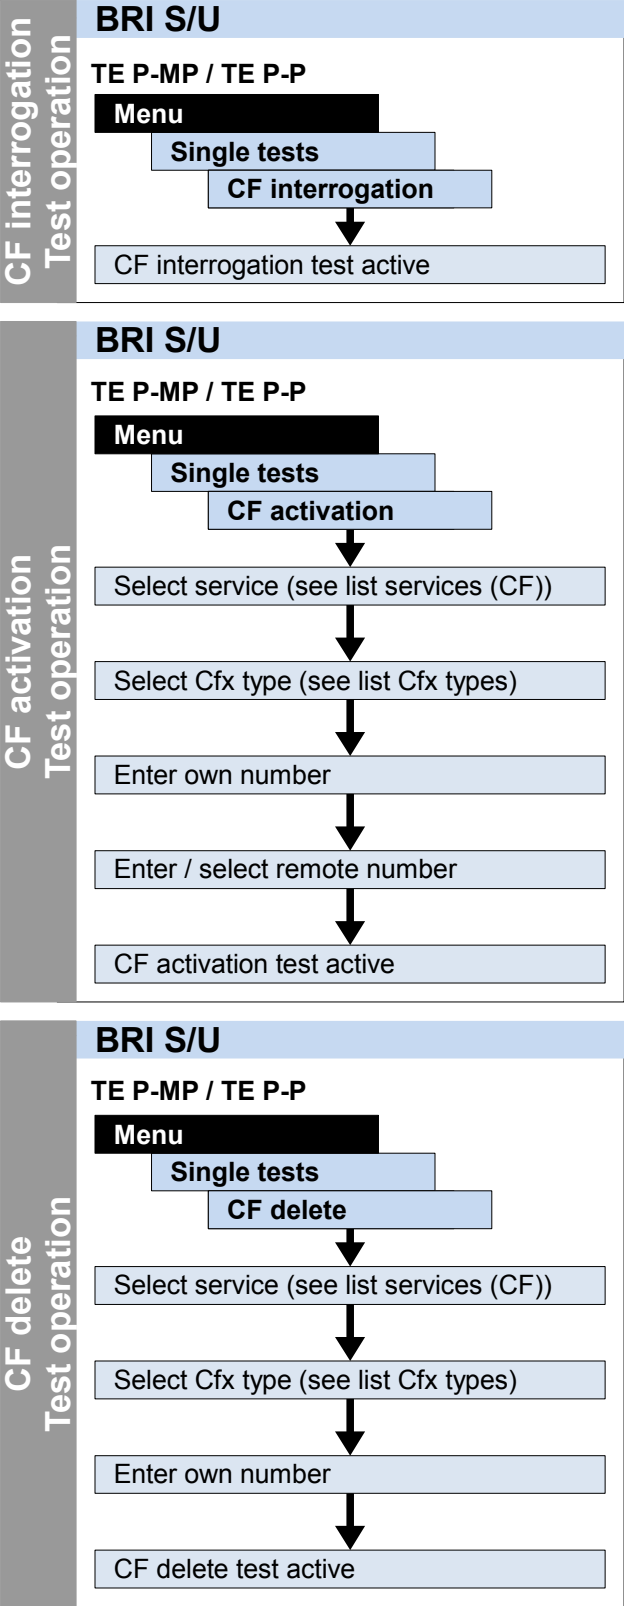 CF interrogation
Test operation
BRI S/U
TE P-MP / TE P-P
Menu
Single tests
CF interrogation
CF interrogation test active
CF activation
Test operation
BRI S/U
TE P-MP / TE P-P
Menu
Single tests
CF activation
Select service (see list services (CF))
Select Cfx type (see list Cfx types)
Enter own number
Enter / select remote number
CF activation test active
CF delete
Test operation
BRI S/U
TE P-MP / TE P-P
Menu
Single tests
CF delete
Select service (see list services (CF))
Select Cfx type (see list Cfx types)
Enter own number
CF delete test active